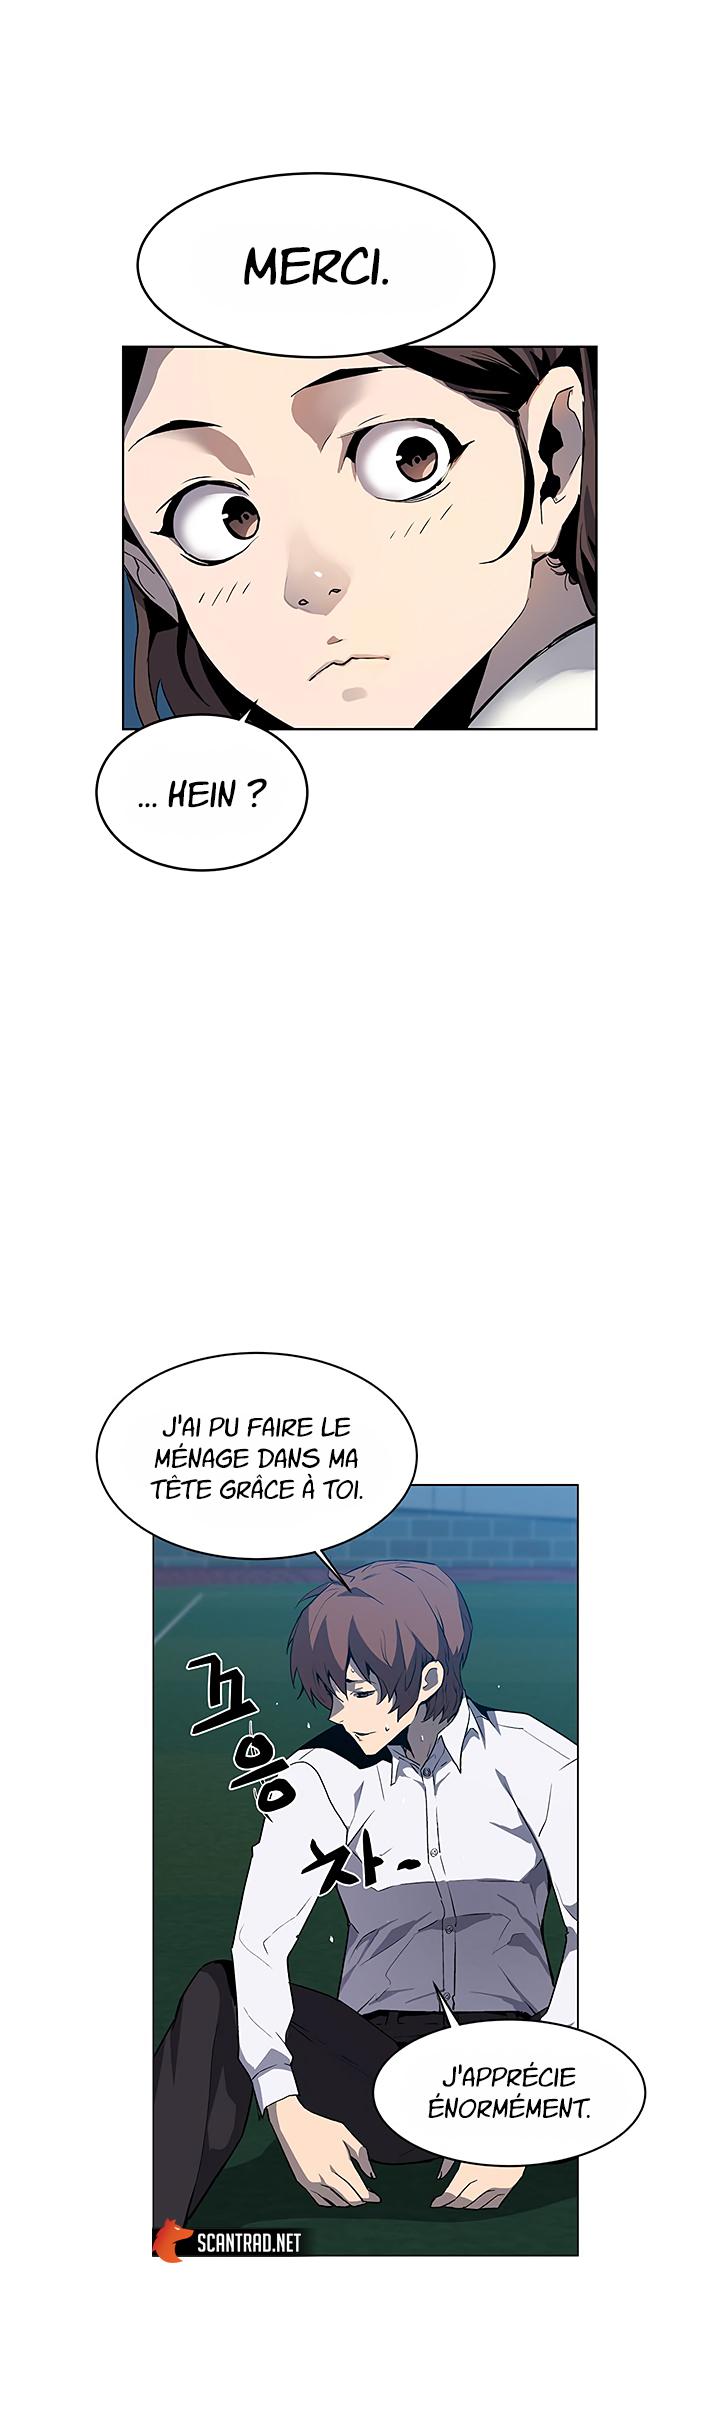 MERCI.
... HEIN ?
J'AI PU FAIRE LE
MÉNAGE DANS MA
TÊTE GRÂCE À TOI.
끄
응
차-
J'APPRÉCIE
ÉNORMÉMENT.
SCANTRAD.NET